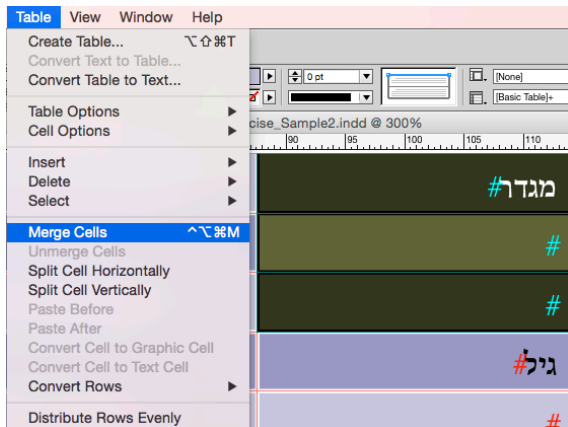 Table View Window Help
Create Table... ⌥⇧⌘T
Convert Text to Table...
Convert Table to Text...
Table Options
Cell Options
Insert
Delete
Select
Merge Cells ^⌥⌘M
Unmerge Cells
Split Cell Horizontally
Split Cell Vertically
Paste Before
Paste After
Convert Cell to Graphic Cell
Convert Cell to Text Cell
Convert Rows
Distribute Rows Evenly
0 pt
[None]
[Basic Table]+
cise_Sample2.indd @ 300%
90 95 100 105 110
מגדר#
#
#
גיל#
#